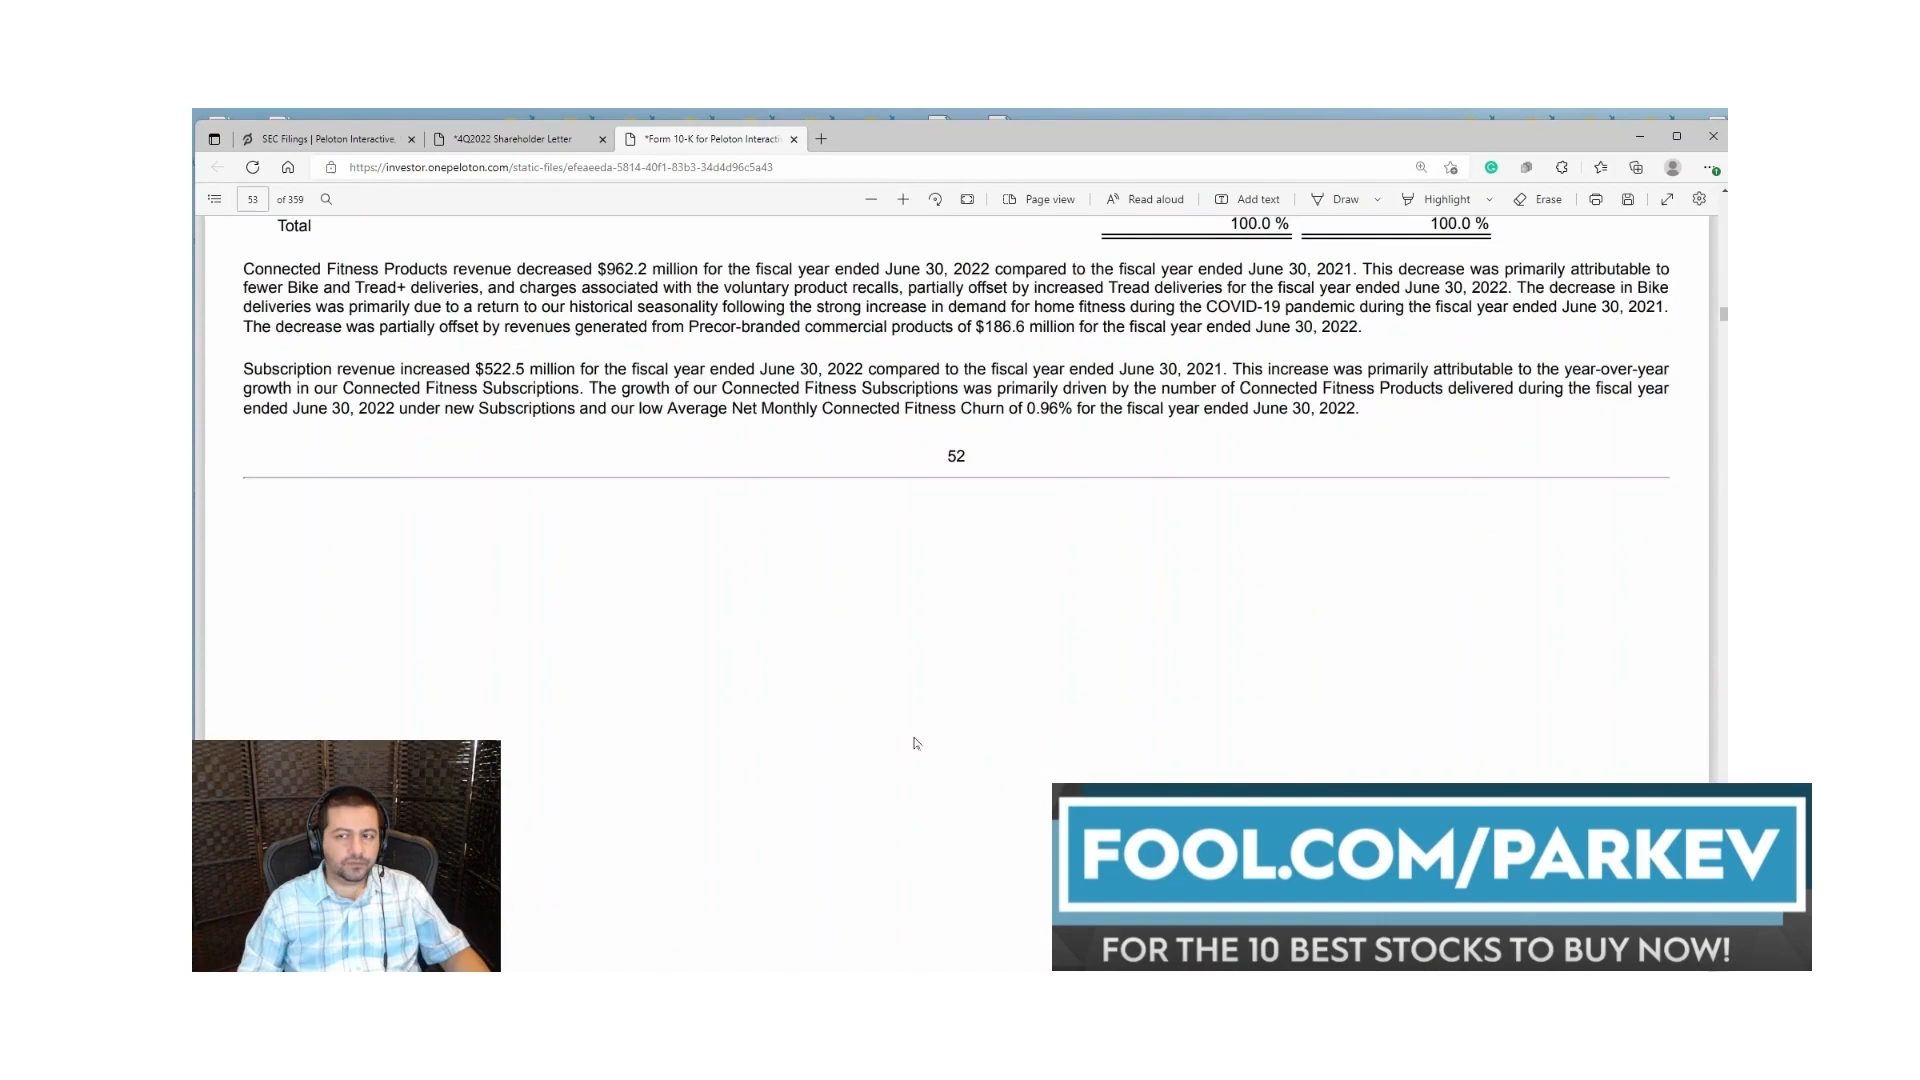 SEC Filings | Peloton Interactive,
*4Q2022 Shareholder Letter
*Form 10-K for Peloton Interacti
https://investor.onepeloton.com/static-files/efeaeeda-5814-40f1-83b3-34d4d96c5a43
53 of 359
Page view
Read aloud
Add text
Draw
Highlight
Erase
Total 100.0 % 100.0 %
Connected Fitness Products revenue decreased $962.2 million for the fiscal year ended June 30, 2022 compared to the fiscal year ended June 30, 2021. This decrease was primarily attributable to
fewer Bike and Tread+ deliveries, and charges associated with the voluntary product recalls, partially offset by increased Tread deliveries for the fiscal year ended June 30, 2022. The decrease in Bike
deliveries was primarily due to a return to our historical seasonality following the strong increase in demand for home fitness during the COVID-19 pandemic during the fiscal year ended June 30, 2021.
The decrease was partially offset by revenues generated from Precor-branded commercial products of $186.6 million for the fiscal year ended June 30, 2022.
Subscription revenue increased $522.5 million for the fiscal year ended June 30, 2022 compared to the fiscal year ended June 30, 2021. This increase was primarily attributable to the year-over-year
growth in our Connected Fitness Subscriptions. The growth of our Connected Fitness Subscriptions was primarily driven by the number of Connected Fitness Products delivered during the fiscal year
ended June 30, 2022 under new Subscriptions and our low Average Net Monthly Connected Fitness Churn of 0.96% for the fiscal year ended June 30, 2022.
52
FOOL.COM/PARKEV
FOR THE 10 BEST STOCKS TO BUY NOW!